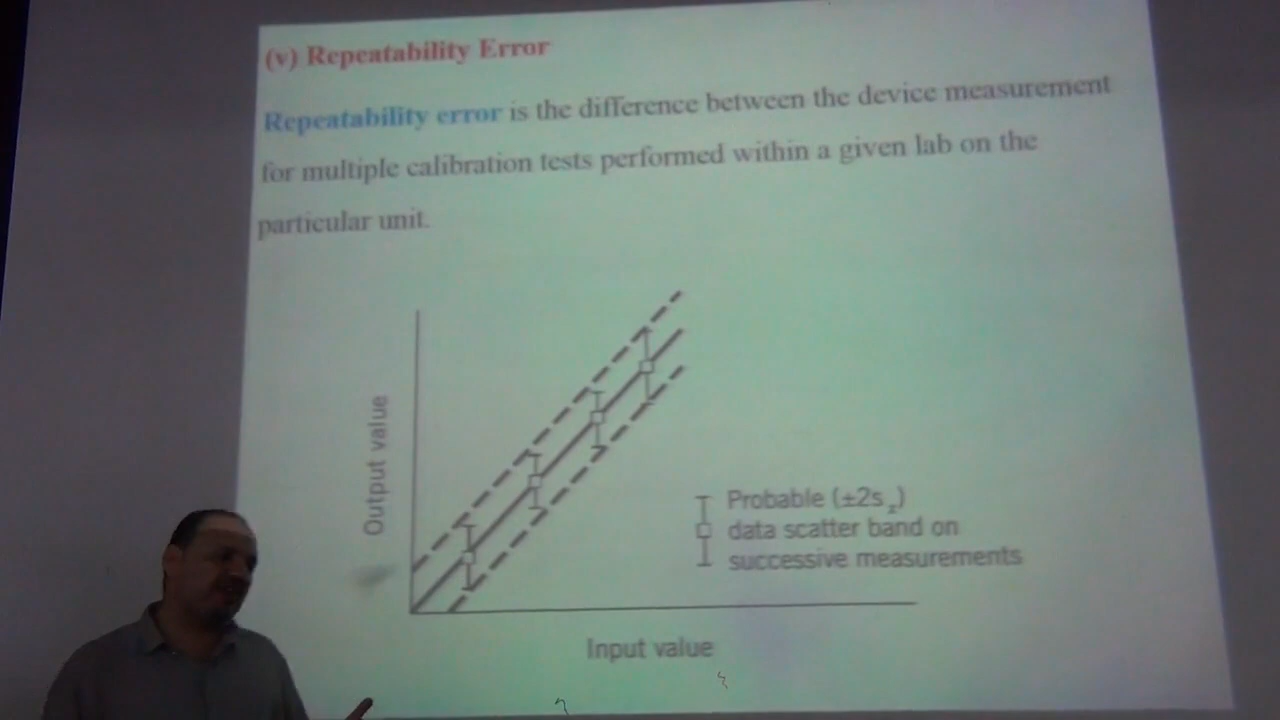 (v) Repeatability Error
Repeatability error is the difference between the device measurement
for multiple calibration tests performed within a given lab on the
particular unit.
Output value
Probable (±2sₓ)
data scatter band on
successive measurements
Input value